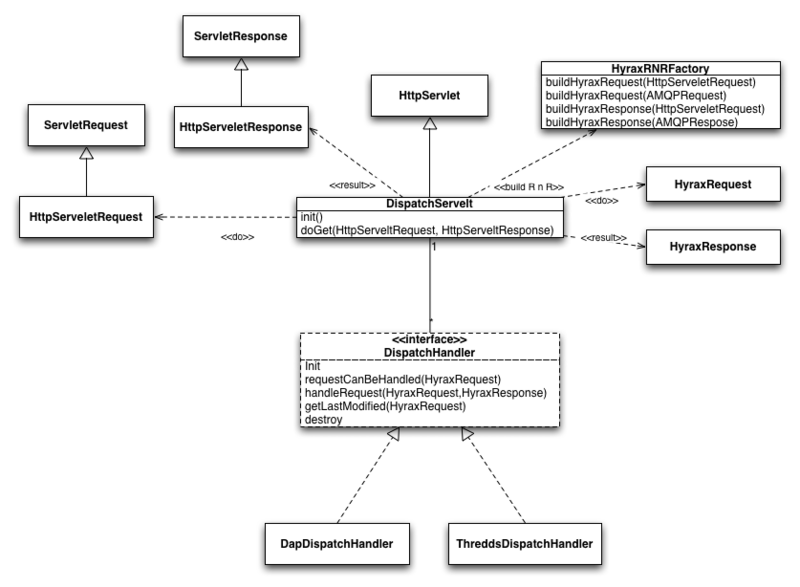 ServletResponse
HyraxRNRFactory
buildHyraxRequest(HttpServeletRequest)
buildHyraxRequest(AMQPRequest)
buildHyraxResponse(HttpServeletRequest)
buildHyraxResponse(AMQPRespose)
HttpServlet
ServletRequest
HttpServeletResponse
<<result>>
<<build R n R>>
HyraxRequest
<<do>>
HttpServeletRequest
<<do>>
DispatchServelt
init()
doGet(HttpServeltRequest, HttpServeltResponse)
<<result>>
HyraxResponse
1
*
<<interface>>
DispatchHandler
Init
requestCanBeHandled(HyraxRequest)
handleRequest(HyraxRequest,HyraxResponse)
getLastModified(HyraxRequest)
destroy
DapDispatchHandler
ThreddsDispatchHandler